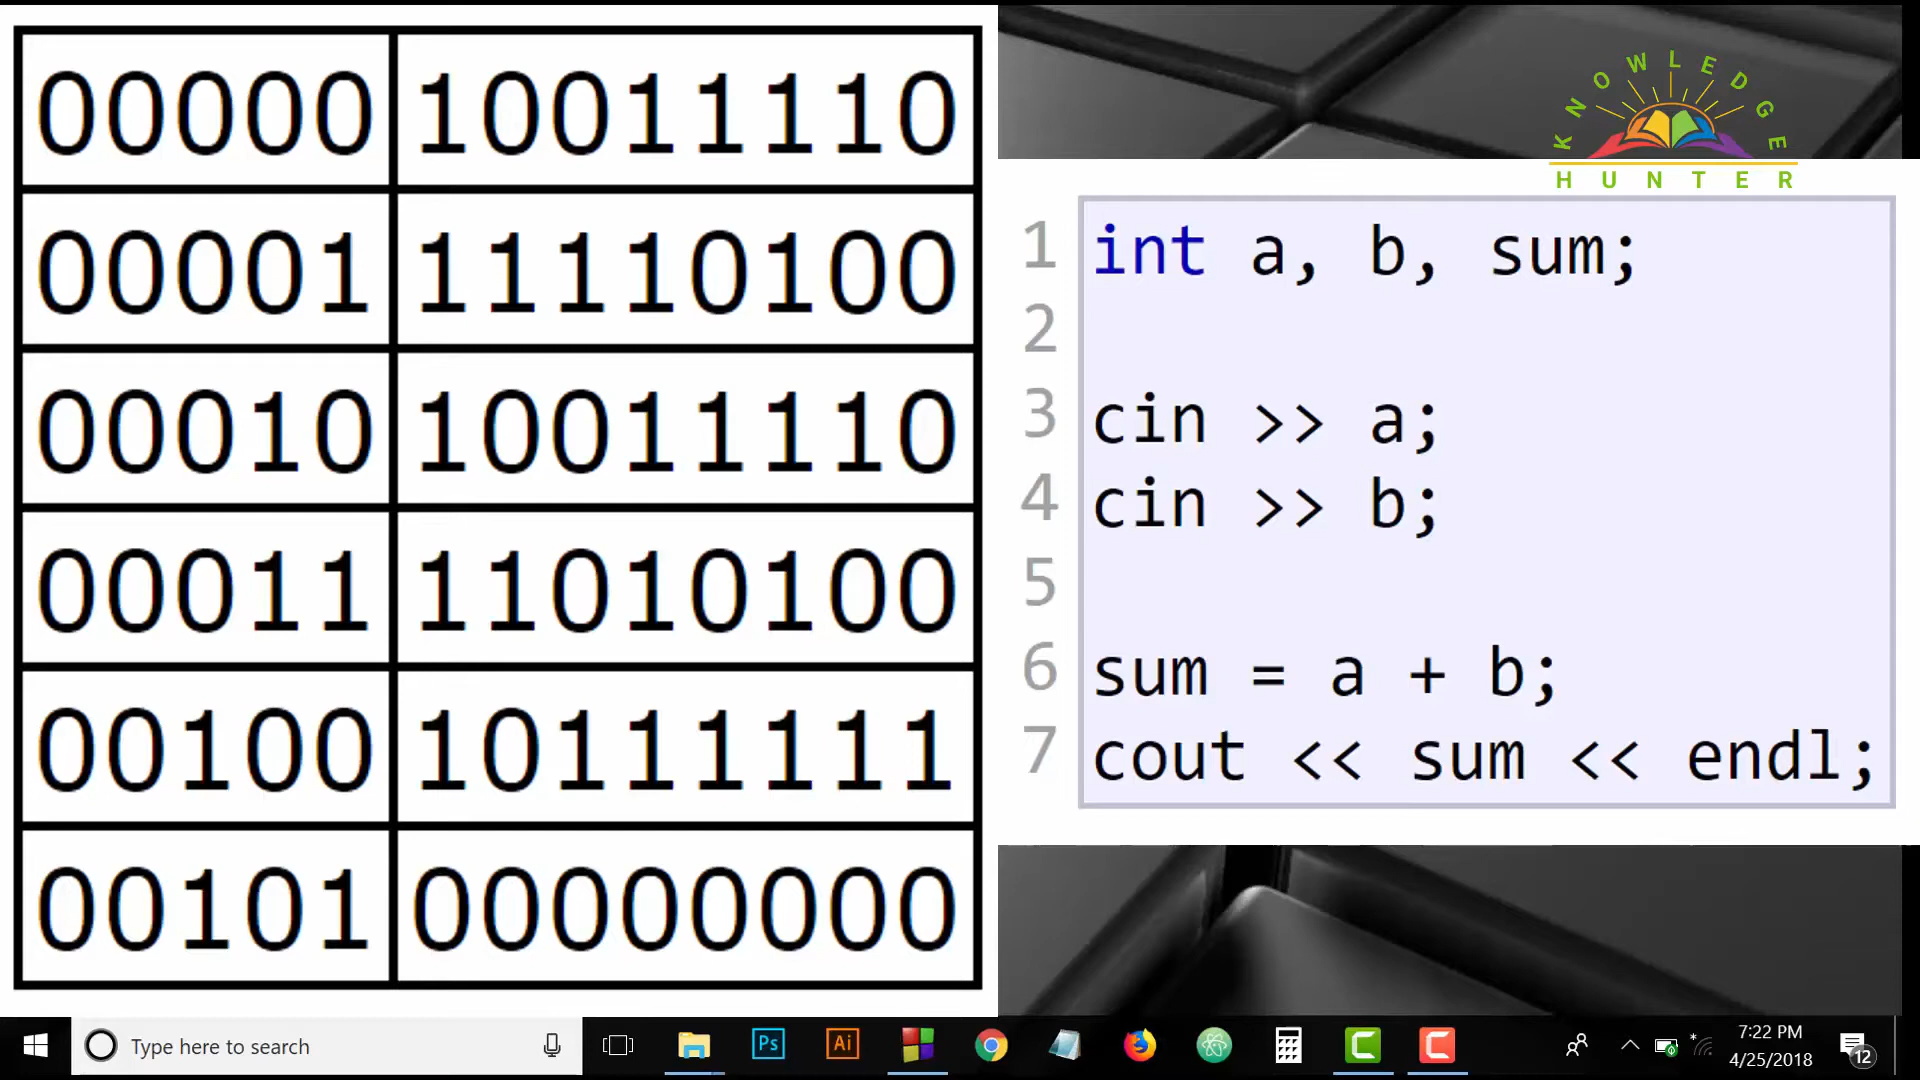 00000 10011110
00001 11110100
00010 10011110
00011 11010100
00100 10111111
00101 00000000
KNOWLEDGE
HUNTER
1 int a, b, sum;
2
3 cin >> a;
4 cin >> b;
5
6 sum = a + b;
7 cout << sum << endl;
Type here to search
Ps
Ai
7:22 PM
4/25/2018
12